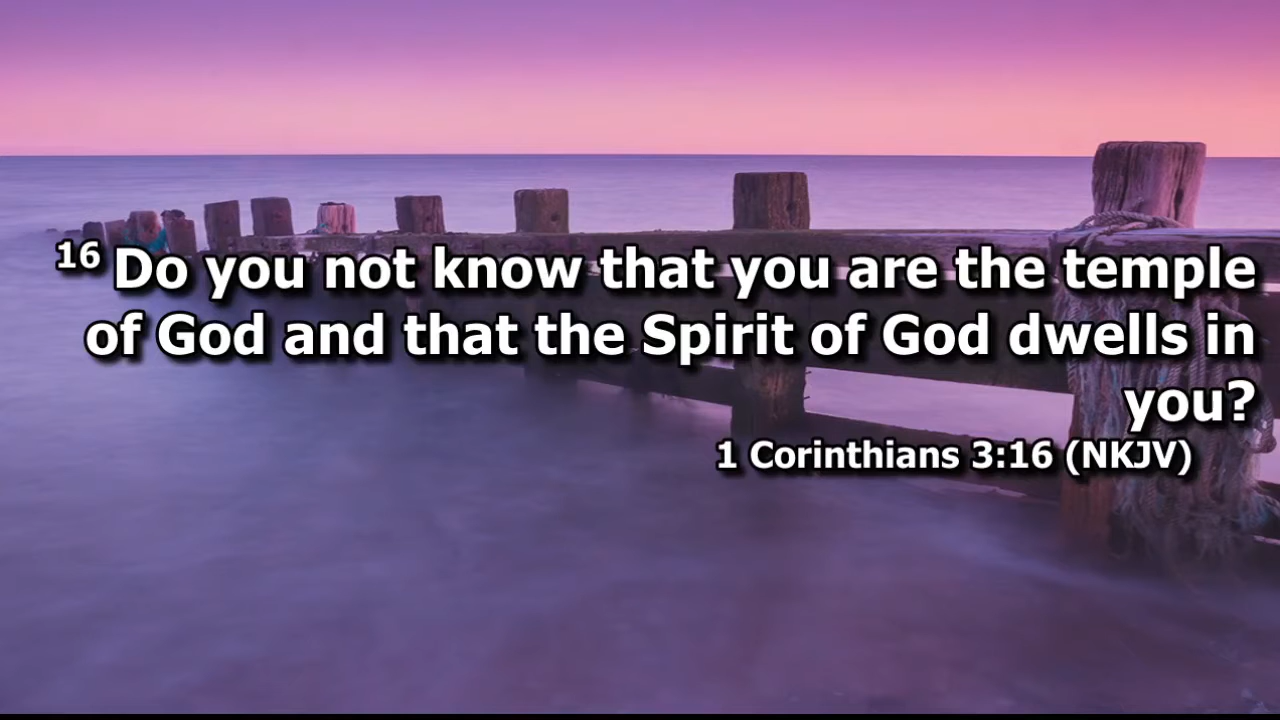 16 Do you not know that you are the temple
of God and that the Spirit of God dwells in
you?
1 Corinthians 3:16 (NKJV)